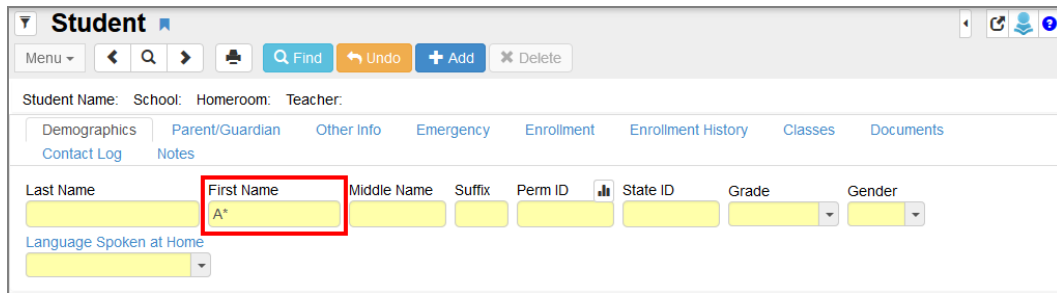 Student
Menu Find Undo Add Delete
Student Name: School: Homeroom: Teacher:
Demographics Parent/Guardian Other Info Emergency Enrollment Enrollment History Classes Documents
Contact Log Notes
Last Name First Name Middle Name Suffix Perm ID State ID Grade Gender
A*
Language Spoken at Home